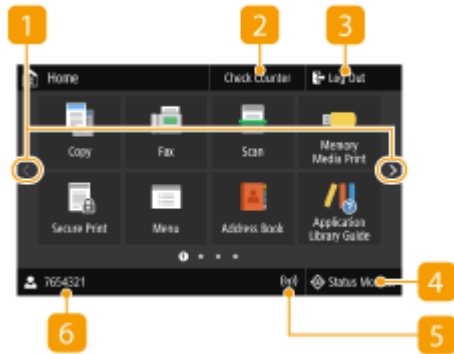 1
2
3
Home
Check Counter
Log Out
Copy
Fax
Scan
Memory
Media Print
Secure Print
Menu
Address Book
Application
Library Guide
7654321
Status Mo
4
5
6